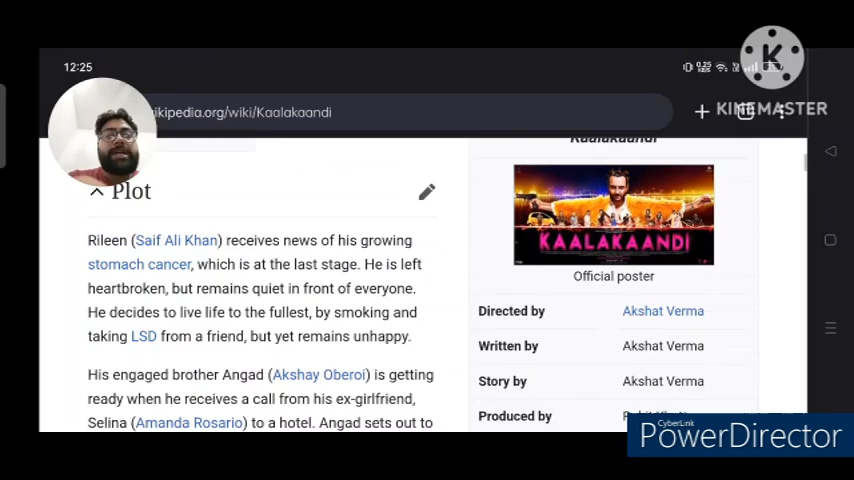 12:25
0.25
KINEMASTER
ikipedia.org/wiki/Kaalakaandi
Kaalakaandi
Plot
Rileen (Saif Ali Khan) receives news of his growing
stomach cancer, which is at the last stage. He is left
heartbroken, but remains quiet in front of everyone.
He decides to live life to the fullest, by smoking and
taking LSD from a friend, but yet remains unhappy.
His engaged brother Angad (Akshay Oberoi) is getting
ready when he receives a call from his ex-girlfriend,
Selina (Amanda Rosario) to a hotel. Angad sets out to
KAALAKAANDI
Official poster
Directed by Akshat Verma
Written by Akshat Verma
Story by Akshat Verma
Produced by
CyberLink
PowerDirector